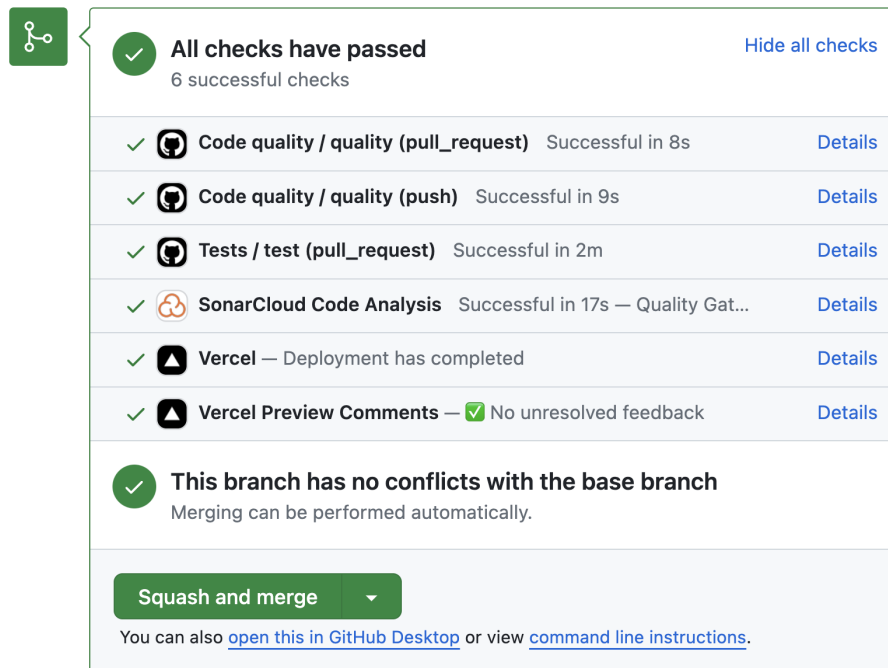 All checks have passed
Hide all checks
6 successful checks
Code quality / quality (pull_request) Successful in 8s Details
Code quality / quality (push) Successful in 9s Details
Tests / test (pull_request) Successful in 2m Details
SonarCloud Code Analysis Successful in 17s — Quality Gat... Details
Vercel — Deployment has completed Details
Vercel Preview Comments — ✅ No unresolved feedback Details
This branch has no conflicts with the base branch
Merging can be performed automatically.
Squash and merge
You can also open this in GitHub Desktop or view command line instructions.